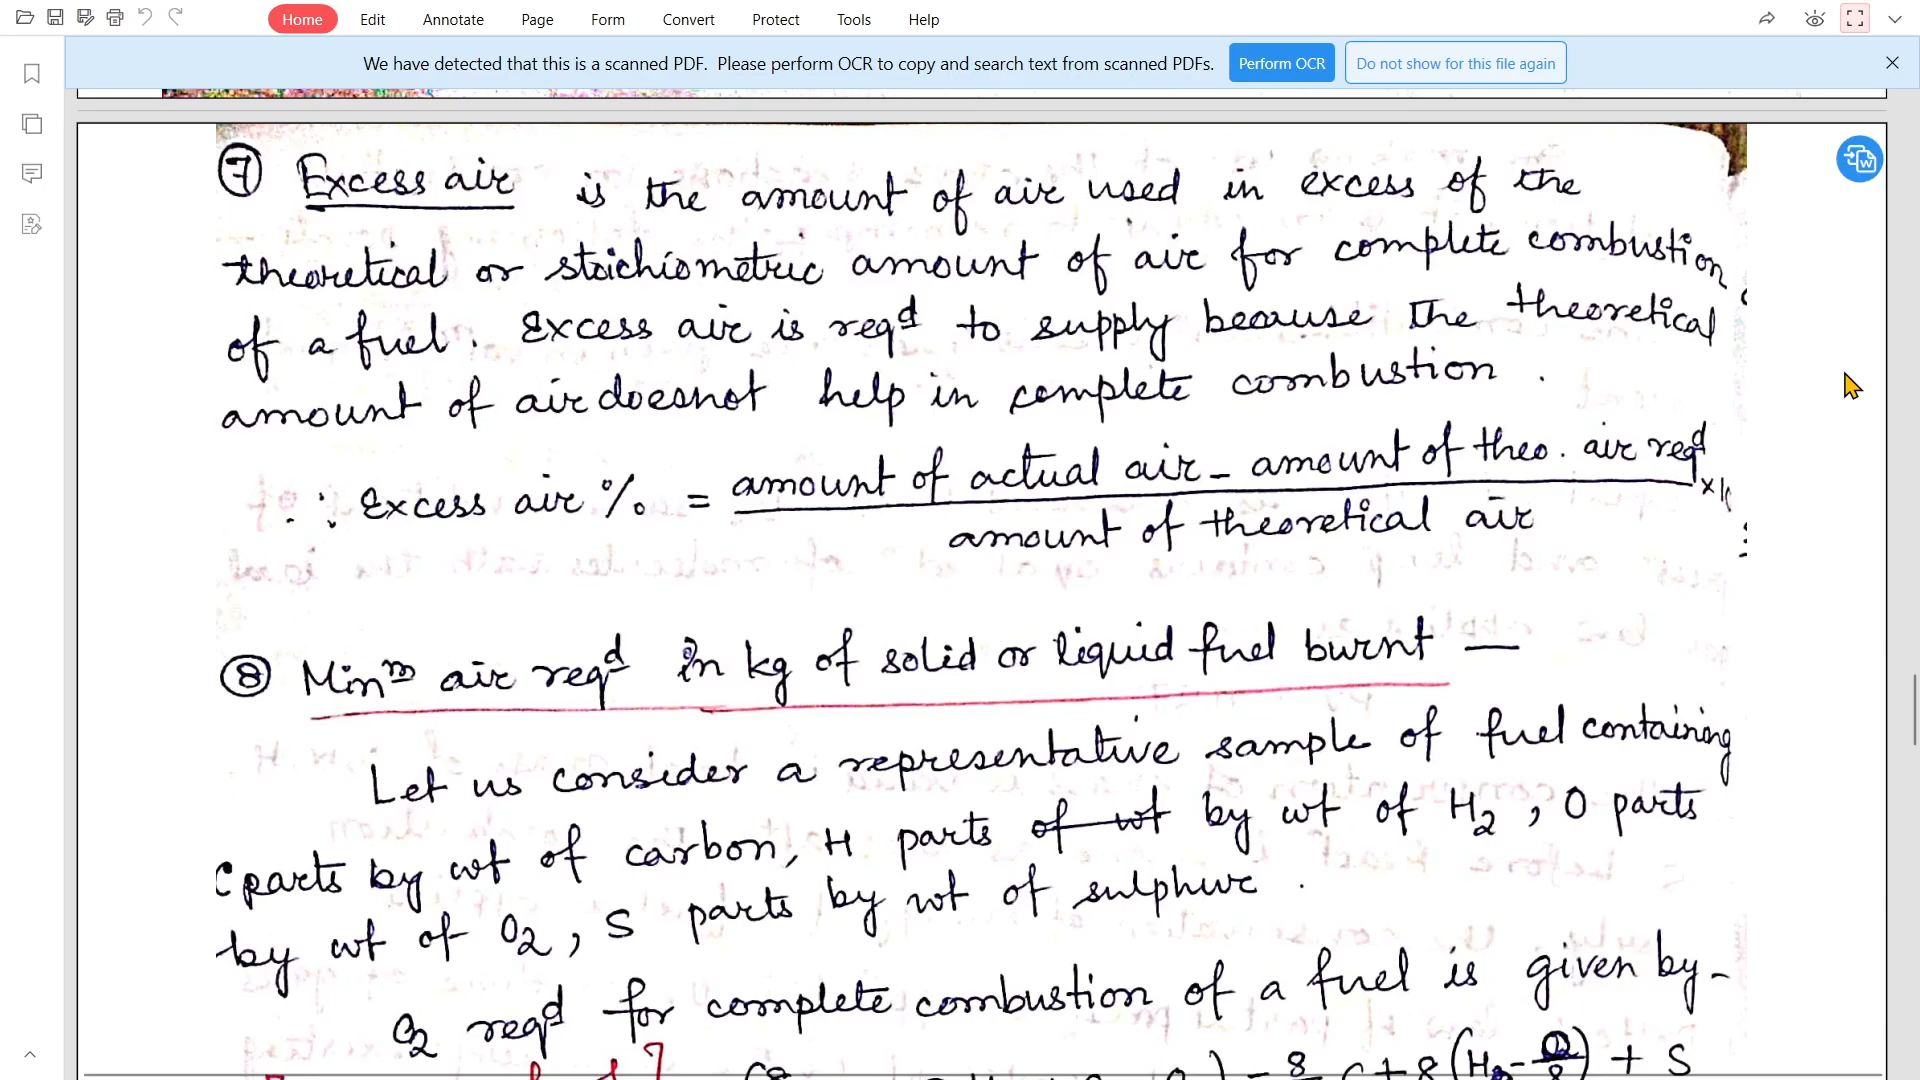 Home Edit Annotate Page Form Convert Protect Tools Help
We have detected that this is a scanned PDF. Please perform OCR to copy and search text from scanned PDFs. Perform OCR Do not show for this file again
⑦ Excess air is the amount of air used in excess of the
theoretical or stoichiometric amount of air for complete combustion
of a fuel. Excess air is reqd to supply because the theoretical
amount of air doesnot help in complete combustion.
∴ Excess air % = amount of actual air - amount of theo. air reqd
amount of theoretical air
⑧ Minm air reqd in kg of solid or liquid fuel burnt —
Let us consider a representative sample of fuel containing
C parts by wt of carbon, H parts of wt by wt of H2, O parts
by wt of O2, S parts by wt of sulphur.
O2 reqd for complete combustion of a fuel is given by -